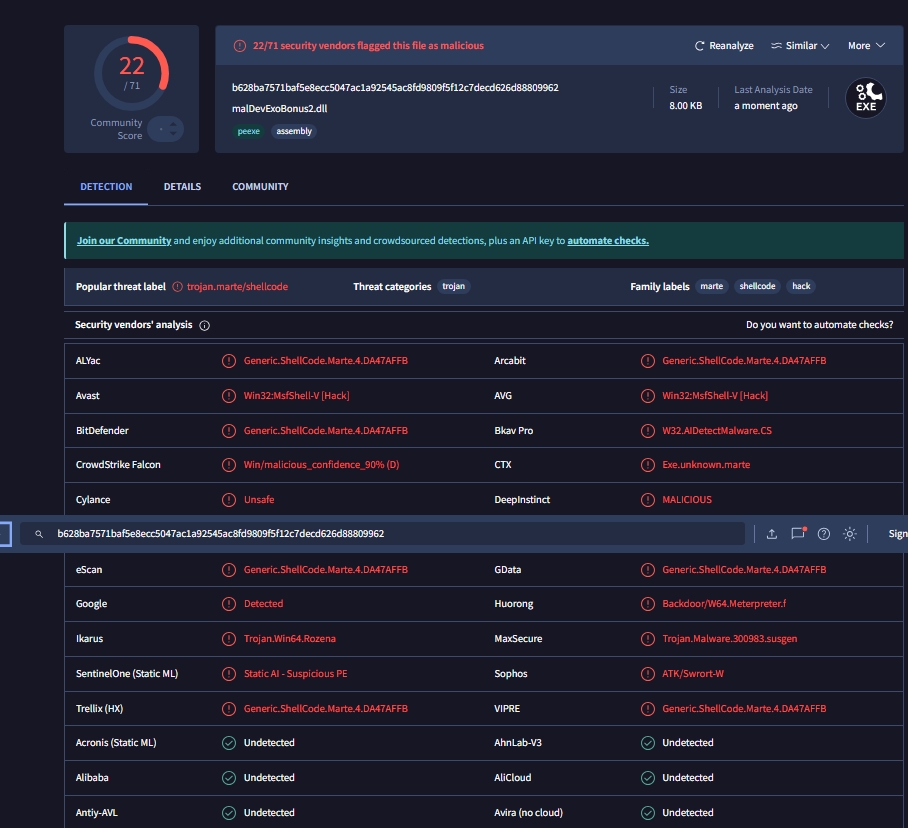 22/71 security vendors flagged this file as malicious
Reanalyze
Similar
More
22
/ 71
Community
Score
b628ba7571baf5e8ecc5047ac1a92545ac8fd9809f5f12c7decd626d88809962
malDevExoBonus2.dll
peexe
assembly
Size
8.00 KB
Last Analysis Date
a moment ago
EXE
DETECTION
DETAILS
COMMUNITY
Join our Community and enjoy additional community insights and crowdsourced detections, plus an API key to automate checks.
Popular threat label
trojan.marte/shellcode
Threat categories
trojan
Family labels
marte
shellcode
hack
Security vendors' analysis
Do you want to automate checks?
ALYac
Generic.ShellCode.Marte.4.DA47AFFB
Arcabit
Generic.ShellCode.Marte.4.DA47AFFB
Avast
Win32:MsfShell-V [Hack]
AVG
Win32:MsfShell-V [Hack]
BitDefender
Generic.ShellCode.Marte.4.DA47AFFB
Bkav Pro
W32.AIDetectMalware.CS
CrowdStrike Falcon
Win/malicious_confidence_90% (D)
CTX
Exe.unknown.marte
Cylance
Unsafe
DeepInstinct
MALICIOUS
b628ba7571baf5e8ecc5047ac1a92545ac8fd9809f5f12c7decd626d88809962
Sign
eScan
Generic.ShellCode.Marte.4.DA47AFFB
GData
Generic.ShellCode.Marte.4.DA47AFFB
Google
Detected
Huorong
Backdoor/W64.Meterpreter.f
Ikarus
Trojan.Win64.Rozena
MaxSecure
Trojan.Malware.300983.susgen
SentinelOne (Static ML)
Static AI - Suspicious PE
Sophos
ATK/Swrort-W
Trellix (HX)
Generic.ShellCode.Marte.4.DA47AFFB
VIPRE
Generic.ShellCode.Marte.4.DA47AFFB
Acronis (Static ML)
Undetected
AhnLab-V3
Undetected
Alibaba
Undetected
AliCloud
Undetected
Antiy-AVL
Undetected
Avira (no cloud)
Undetected